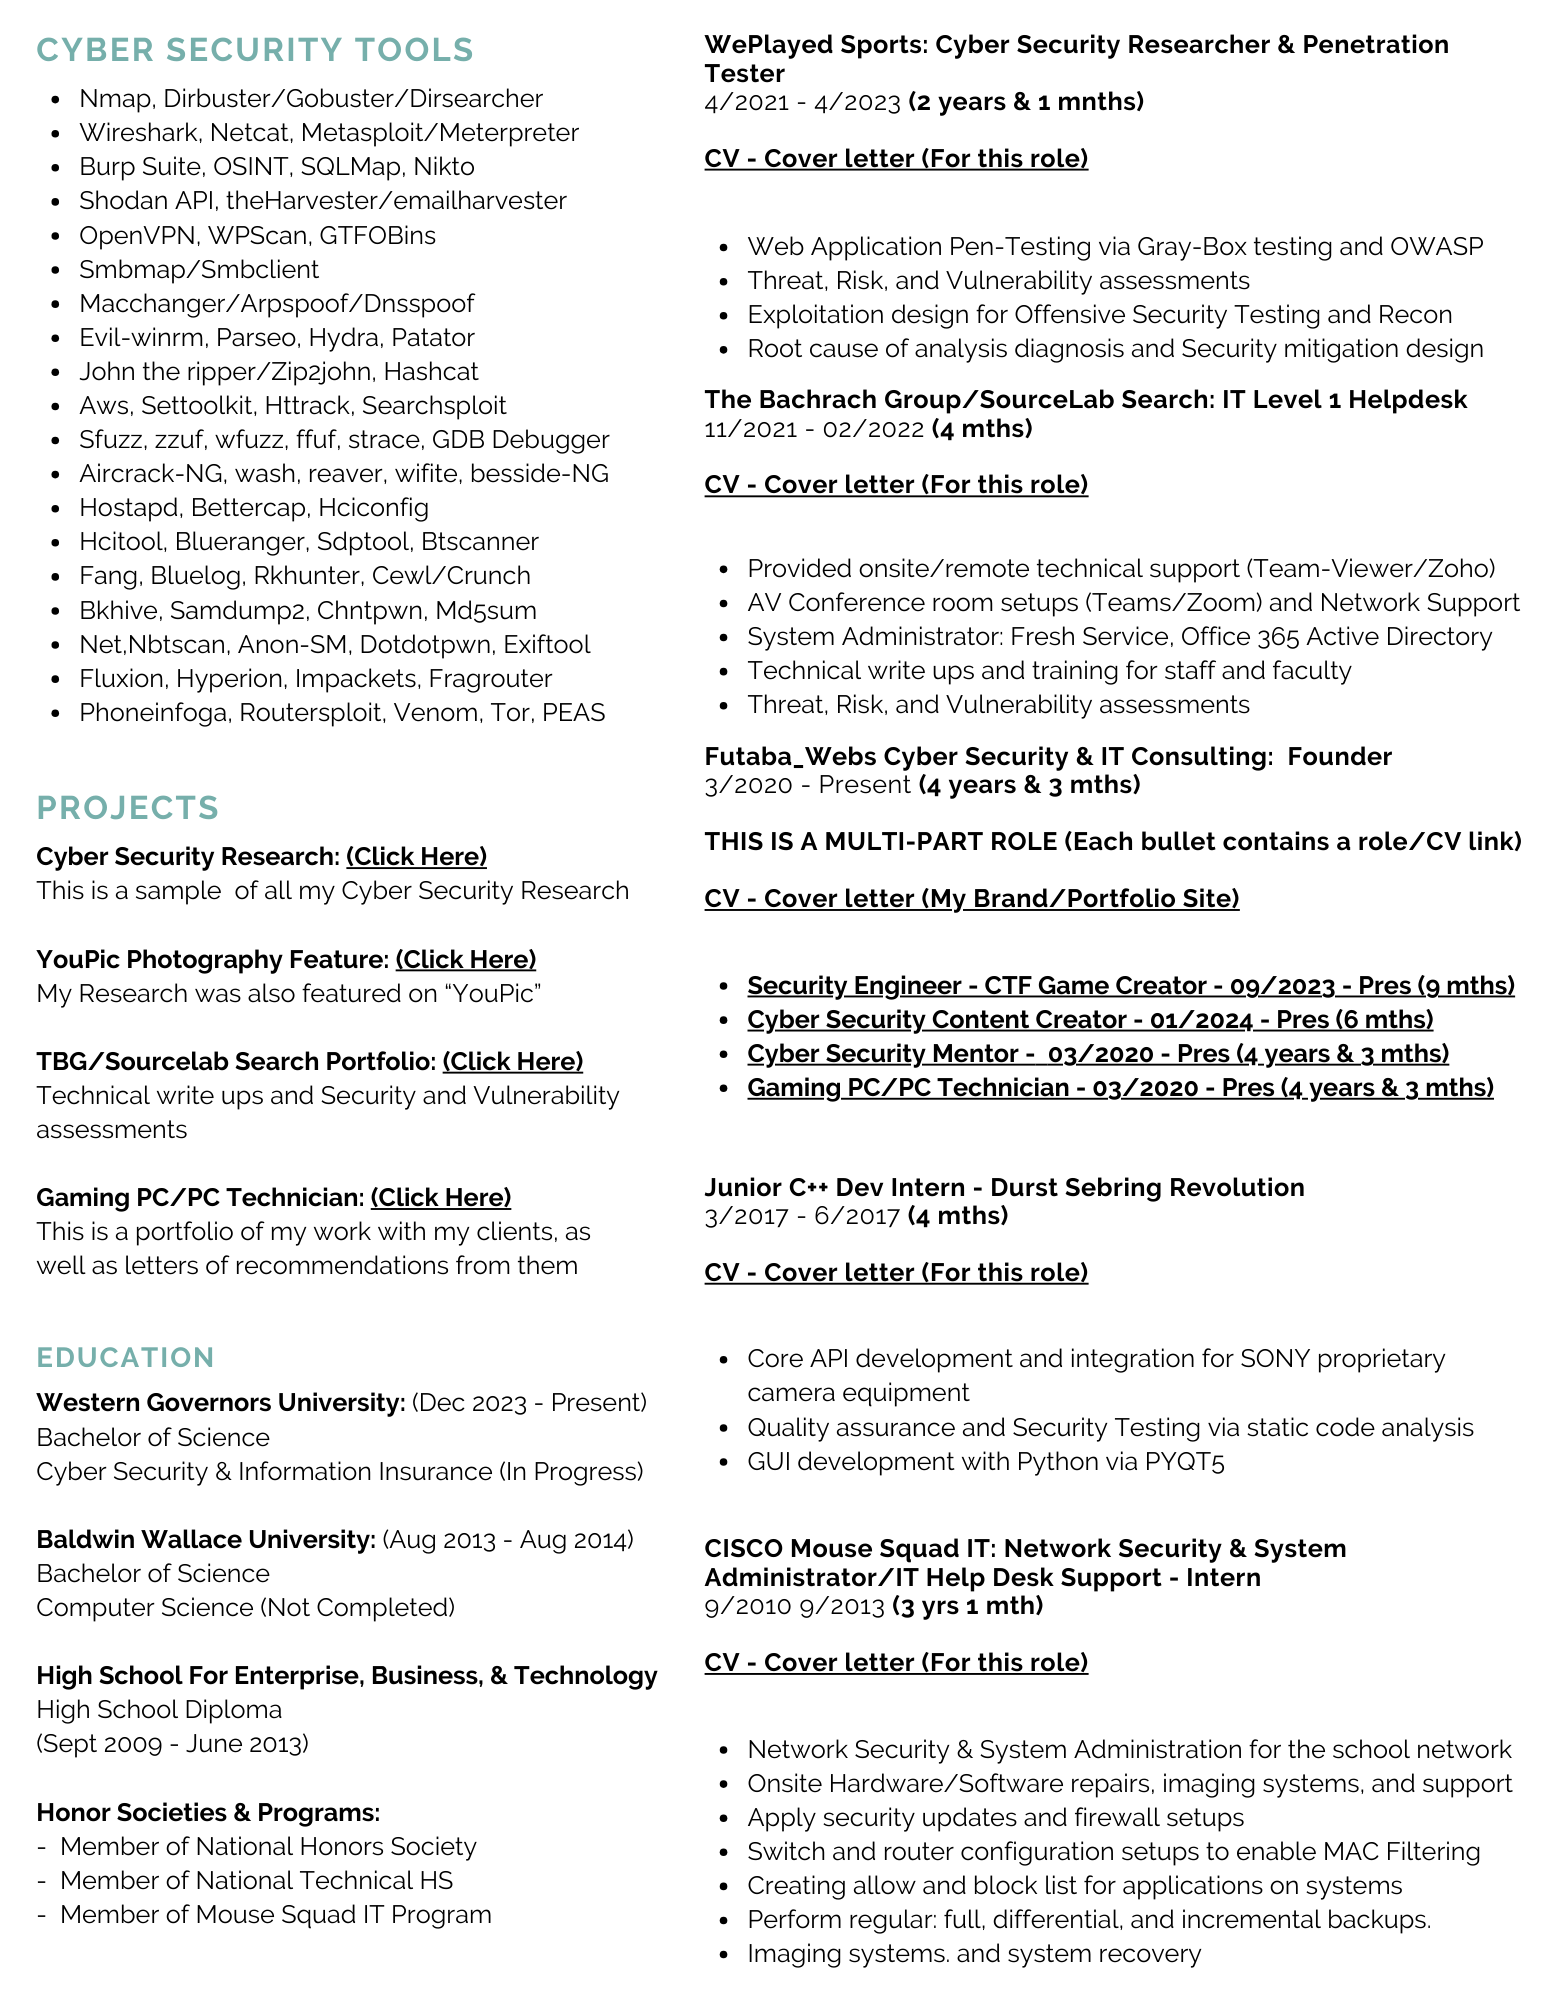 CYBER SECURITY TOOLS
• Nmap, Dirbuster/Gobuster/Dirsearcher
• Wireshark, Netcat, Metasploit/Meterpreter
• Burp Suite, OSINT, SQLMap, Nikto
• Shodan API, theHarvester/emailharvester
• OpenVPN, WPScan, GTFOBins
• Smbmap/Smbclient
• Macchanger/Arpspoof/Dnsspoof
• Evil-winrm, Parseo, Hydra, Patator
• John the ripper/Zip2john, Hashcat
• Aws, Settoolkit, Httrack, Searchsploit
• Sfuzz, zzuf, wfuzz, ffuf, strace, GDB Debugger
• Aircrack-NG, wash, reaver, wifite, besside-NG
• Hostapd, Bettercap, Hciconfig
• Hcitool, Blueranger, Sdptool, Btscanner
• Fang, Bluelog, Rkhunter, Cewl/Crunch
• Bkhive, Samdump2, Chntpwn, Md5sum
• Net,Nbtscan, Anon-SM, Dotdotpwn, Exiftool
• Fluxion, Hyperion, Impackets, Fragrouter
• Phoneinfoga, Routersploit, Venom, Tor, PEAS
PROJECTS
Cyber Security Research: (Click Here)
This is a sample of all my Cyber Security Research
YouPic Photography Feature: (Click Here)
My Research was also featured on “YouPic”
TBG/Sourcelab Search Portfolio: (Click Here)
Technical write ups and Security and Vulnerability
assessments
Gaming PC/PC Technician: (Click Here)
This is a portfolio of my work with my clients, as
well as letters of recommendations from them
EDUCATION
Western Governors University: (Dec 2023 - Present)
Bachelor of Science
Cyber Security & Information Insurance (In Progress)
Baldwin Wallace University: (Aug 2013 - Aug 2014)
Bachelor of Science
Computer Science (Not Completed)
High School For Enterprise, Business, & Technology
High School Diploma
(Sept 2009 - June 2013)
Honor Societies & Programs:
- Member of National Honors Society
- Member of National Technical HS
- Member of Mouse Squad IT Program
WePlayed Sports: Cyber Security Researcher & Penetration
Tester
4/2021 - 4/2023 (2 years & 1 mnths)
CV - Cover letter (For this role)
• Web Application Pen-Testing via Gray-Box testing and OWASP
• Threat, Risk, and Vulnerability assessments
• Exploitation design for Offensive Security Testing and Recon
• Root cause of analysis diagnosis and Security mitigation design
The Bachrach Group/SourceLab Search: IT Level 1 Helpdesk
11/2021 - 02/2022 (4 mths)
CV - Cover letter (For this role)
• Provided onsite/remote technical support (Team-Viewer/Zoho)
• AV Conference room setups (Teams/Zoom) and Network Support
• System Administrator: Fresh Service, Office 365 Active Directory
• Technical write ups and training for staff and faculty
• Threat, Risk, and Vulnerability assessments
Futaba_Webs Cyber Security & IT Consulting: Founder
3/2020 - Present (4 years & 3 mths)
THIS IS A MULTI-PART ROLE (Each bullet contains a role/CV link)
CV - Cover letter (My Brand/Portfolio Site)
• Security Engineer - CTF Game Creator - 09/2023 - Pres (9 mths)
• Cyber Security Content Creator - 01/2024 - Pres (6 mths)
• Cyber Security Mentor - 03/2020 - Pres (4 years & 3 mths)
• Gaming PC/PC Technician - 03/2020 - Pres (4 years & 3 mths)
Junior C++ Dev Intern - Durst Sebring Revolution
3/2017 - 6/2017 (4 mths)
CV - Cover letter (For this role)
• Core API development and integration for SONY proprietary
camera equipment
• Quality assurance and Security Testing via static code analysis
• GUI development with Python via PYQT5
CISCO Mouse Squad IT: Network Security & System
Administrator/IT Help Desk Support - Intern
9/2010 9/2013 (3 yrs 1 mth)
CV - Cover letter (For this role)
• Network Security & System Administration for the school network
• Onsite Hardware/Software repairs, imaging systems, and support
• Apply security updates and firewall setups
• Switch and router configuration setups to enable MAC Filtering
• Creating allow and block list for applications on systems
• Perform regular: full, differential, and incremental backups.
• Imaging systems. and system recovery